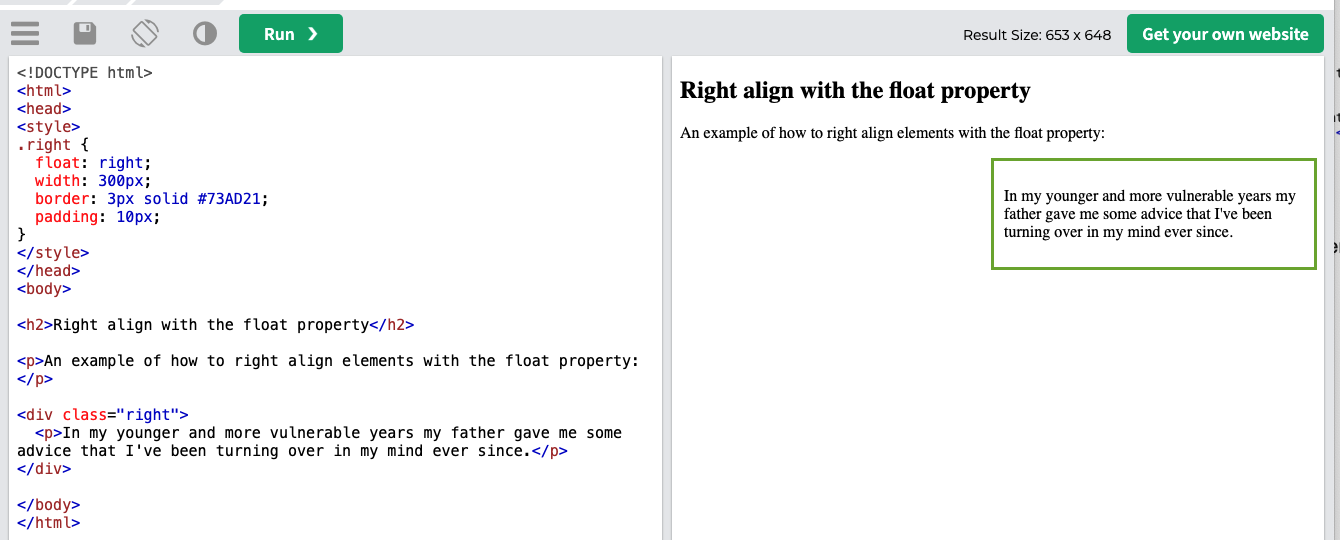 Run ❯
Result Size: 653 x 648
Get your own website
<!DOCTYPE html>
<html>
<head>
<style>
.right {
  float: right;
  width: 300px;
  border: 3px solid #73AD21;
  padding: 10px;
}
</style>
</head>
<body>

<h2>Right align with the float property</h2>

<p>An example of how to right align elements with the float property:
</p>

<div class="right">
  <p>In my younger and more vulnerable years my father gave me some
advice that I've been turning over in my mind ever since.</p>
</div>

</body>
</html>
Right align with the float property
An example of how to right align elements with the float property:
In my younger and more vulnerable years my
father gave me some advice that I've been
turning over in my mind ever since.